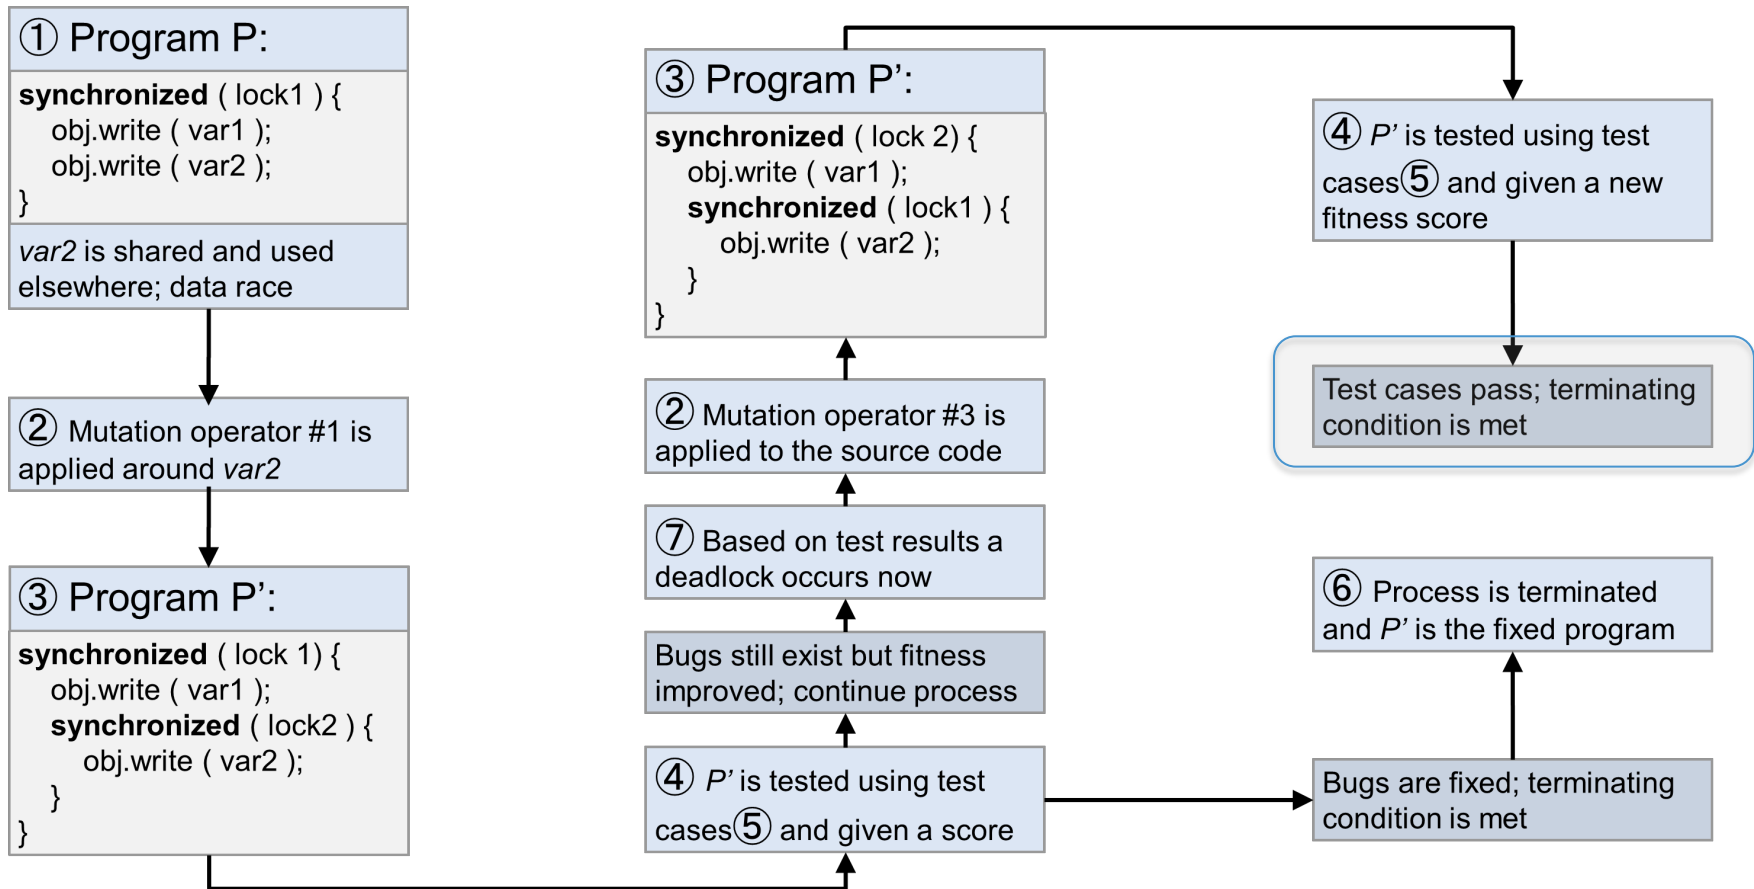 ① Program P:
synchronized ( lock1 ) {
obj.write ( var1 );
obj.write ( var2 );
}
var2 is shared and used
elsewhere; data race
② Mutation operator #1 is
applied around var2
③ Program P’:
synchronized ( lock 1) {
obj.write ( var1 );
synchronized ( lock2 ) {
obj.write ( var2 );
}
}
③ Program P’:
synchronized ( lock 2) {
obj.write ( var1 );
synchronized ( lock1 ) {
obj.write ( var2 );
}
}
② Mutation operator #3 is
applied to the source code
⑦ Based on test results a
deadlock occurs now
Bugs still exist but fitness
improved; continue process
④ P’ is tested using test
cases⑤ and given a score
④ P’ is tested using test
cases⑤ and given a new
fitness score
Test cases pass; terminating
condition is met
⑥ Process is terminated
and P’ is the fixed program
Bugs are fixed; terminating
condition is met